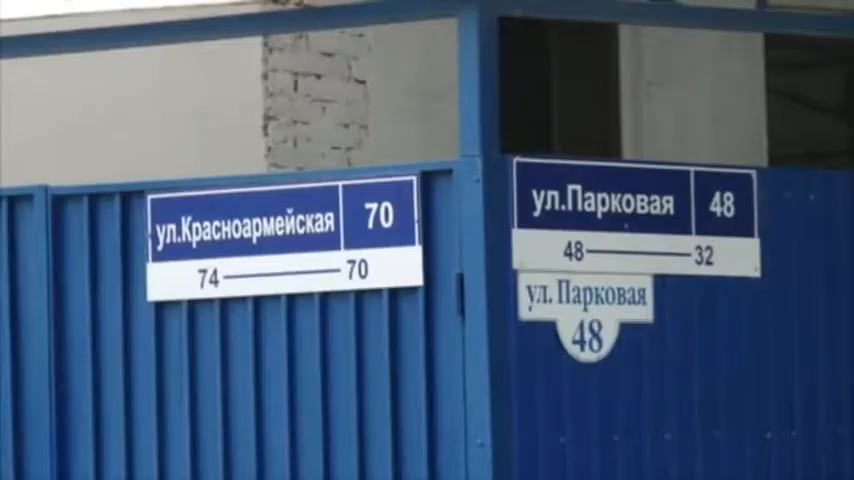 ул.Красноармейская 70
74 — 70
ул.Парковая 48
48 — 32
ул. Парковая
48